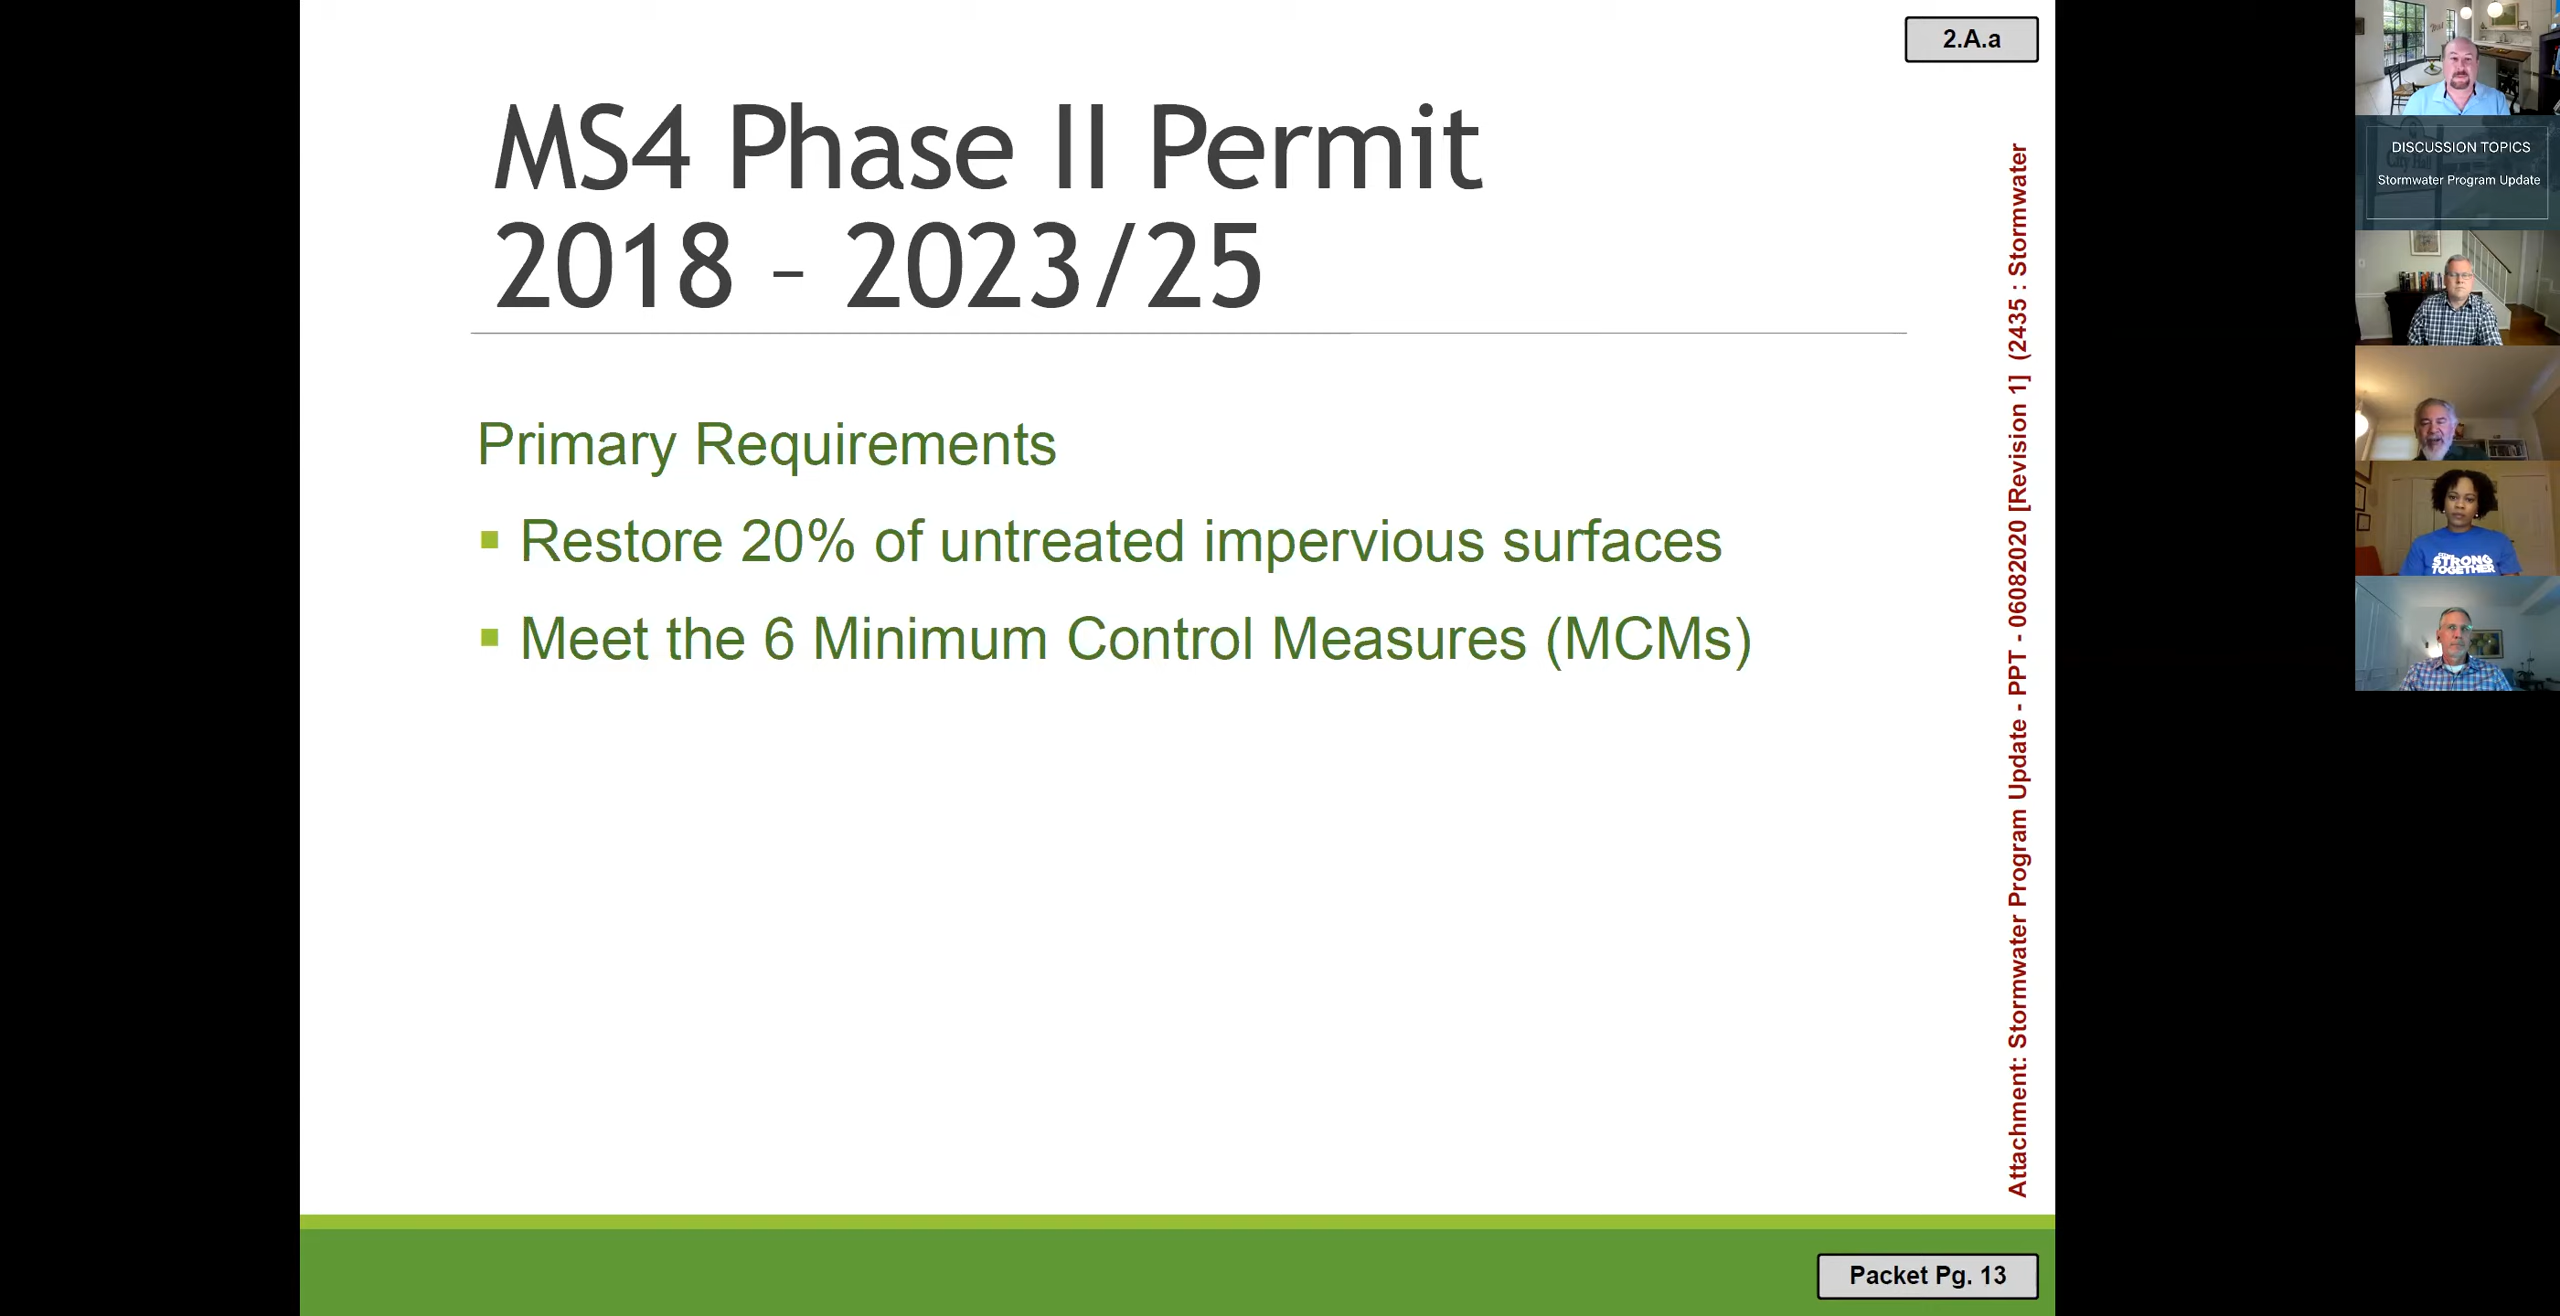 2.A.a
MS4 Phase II Permit
2018 – 2023/25
Primary Requirements
▪ Restore 20% of untreated impervious surfaces
▪ Meet the 6 Minimum Control Measures (MCMs)
Attachment: Stormwater Program Update - PPT - 06082020 [Revision 1] (2435 : Stormwater
Packet Pg. 13
DISCUSSION TOPICS
Stormwater Program Update
STRONG
TOGETHER